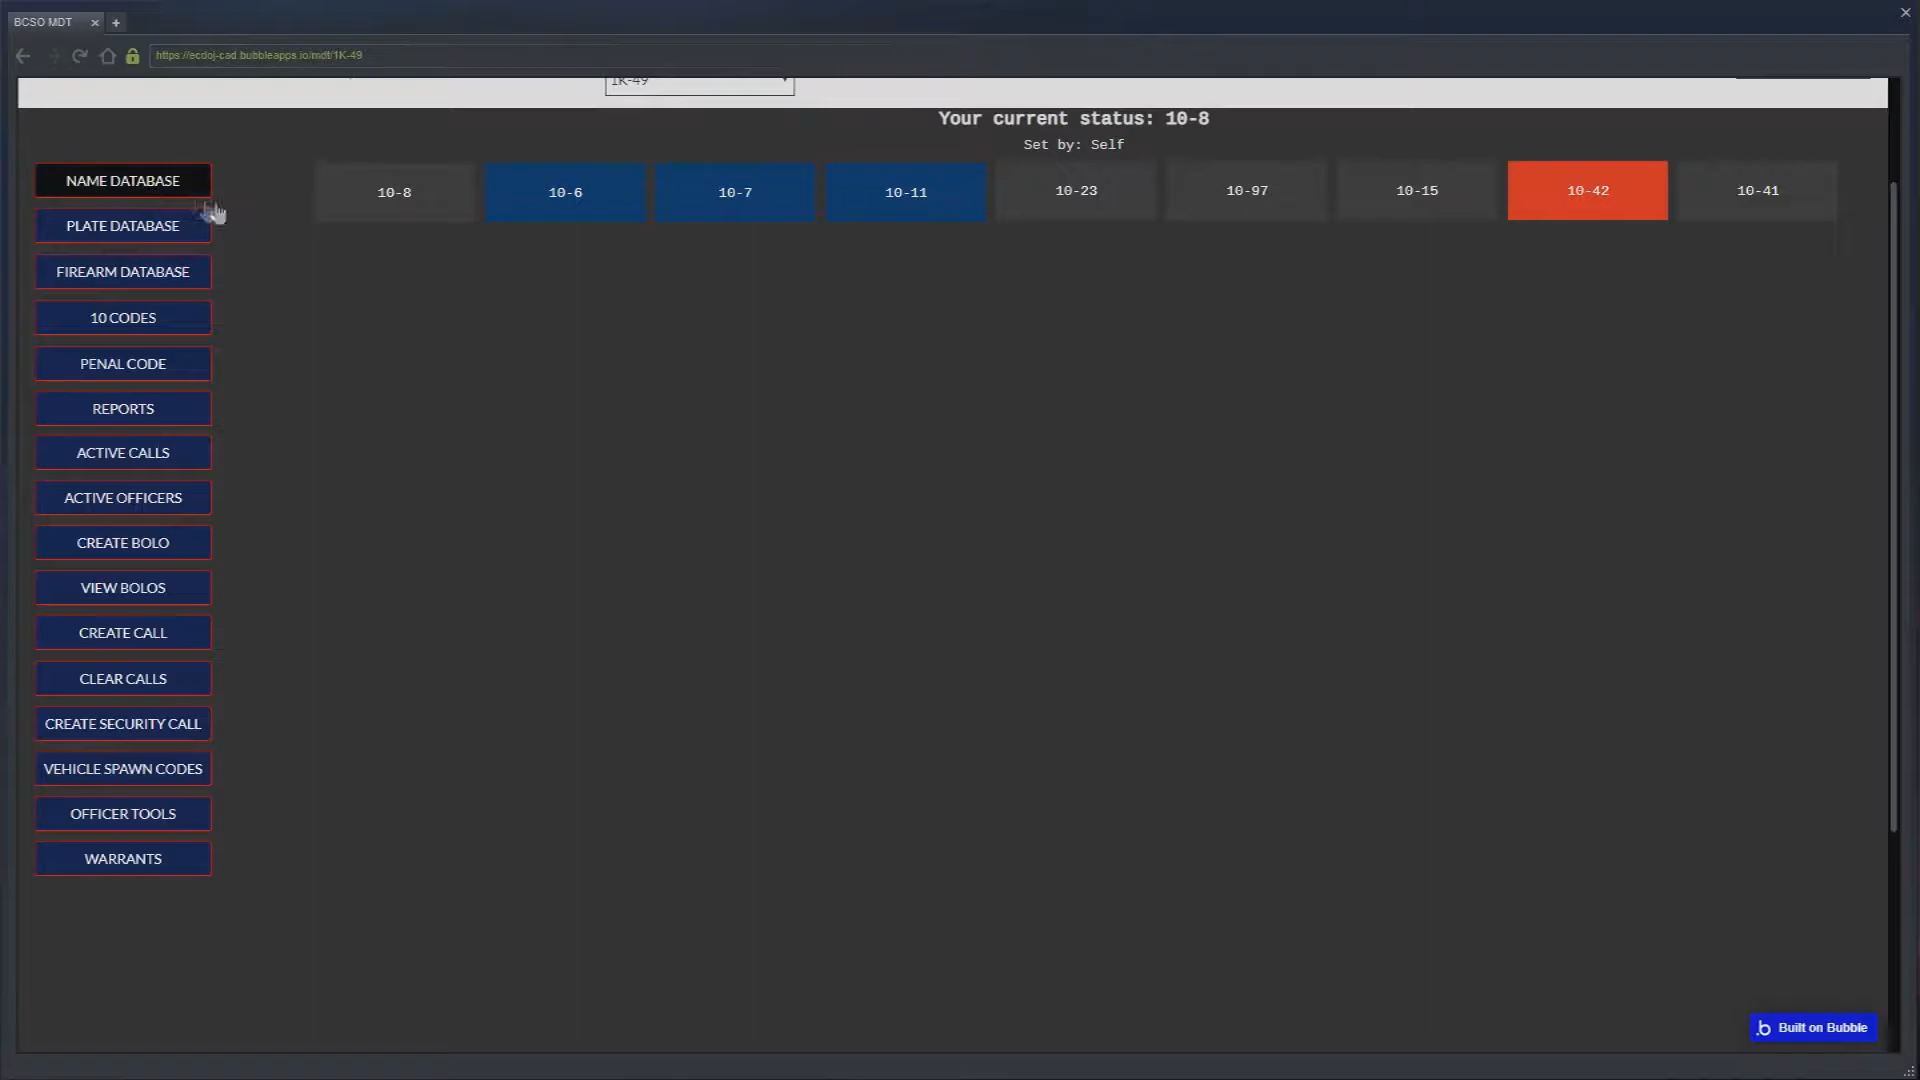 BCSO MDT
https://ecdoj-cad.bubbleapps.io/mdt/1K-49
1K-49
Your current status: 10-8
Set by: Self
10-8 10-6 10-7 10-11 10-23 10-97 10-15 10-42 10-41
NAME DATABASE
PLATE DATABASE
FIREARM DATABASE
10 CODES
PENAL CODE
REPORTS
ACTIVE CALLS
ACTIVE OFFICERS
CREATE BOLO
VIEW BOLOS
CREATE CALL
CLEAR CALLS
CREATE SECURITY CALL
VEHICLE SPAWN CODES
OFFICER TOOLS
WARRANTS
.b Built on Bubble